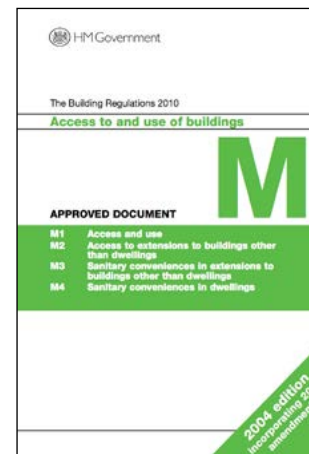 HM Government
The Building Regulations 2010
Access to and use of buildings
M
APPROVED DOCUMENT
M1 Access and use
M2 Access to extensions to buildings other
than dwellings
M3 Sanitary conveniences in extensions to
buildings other than dwellings
M4 Sanitary conveniences in dwellings
2004 edition
incorporating